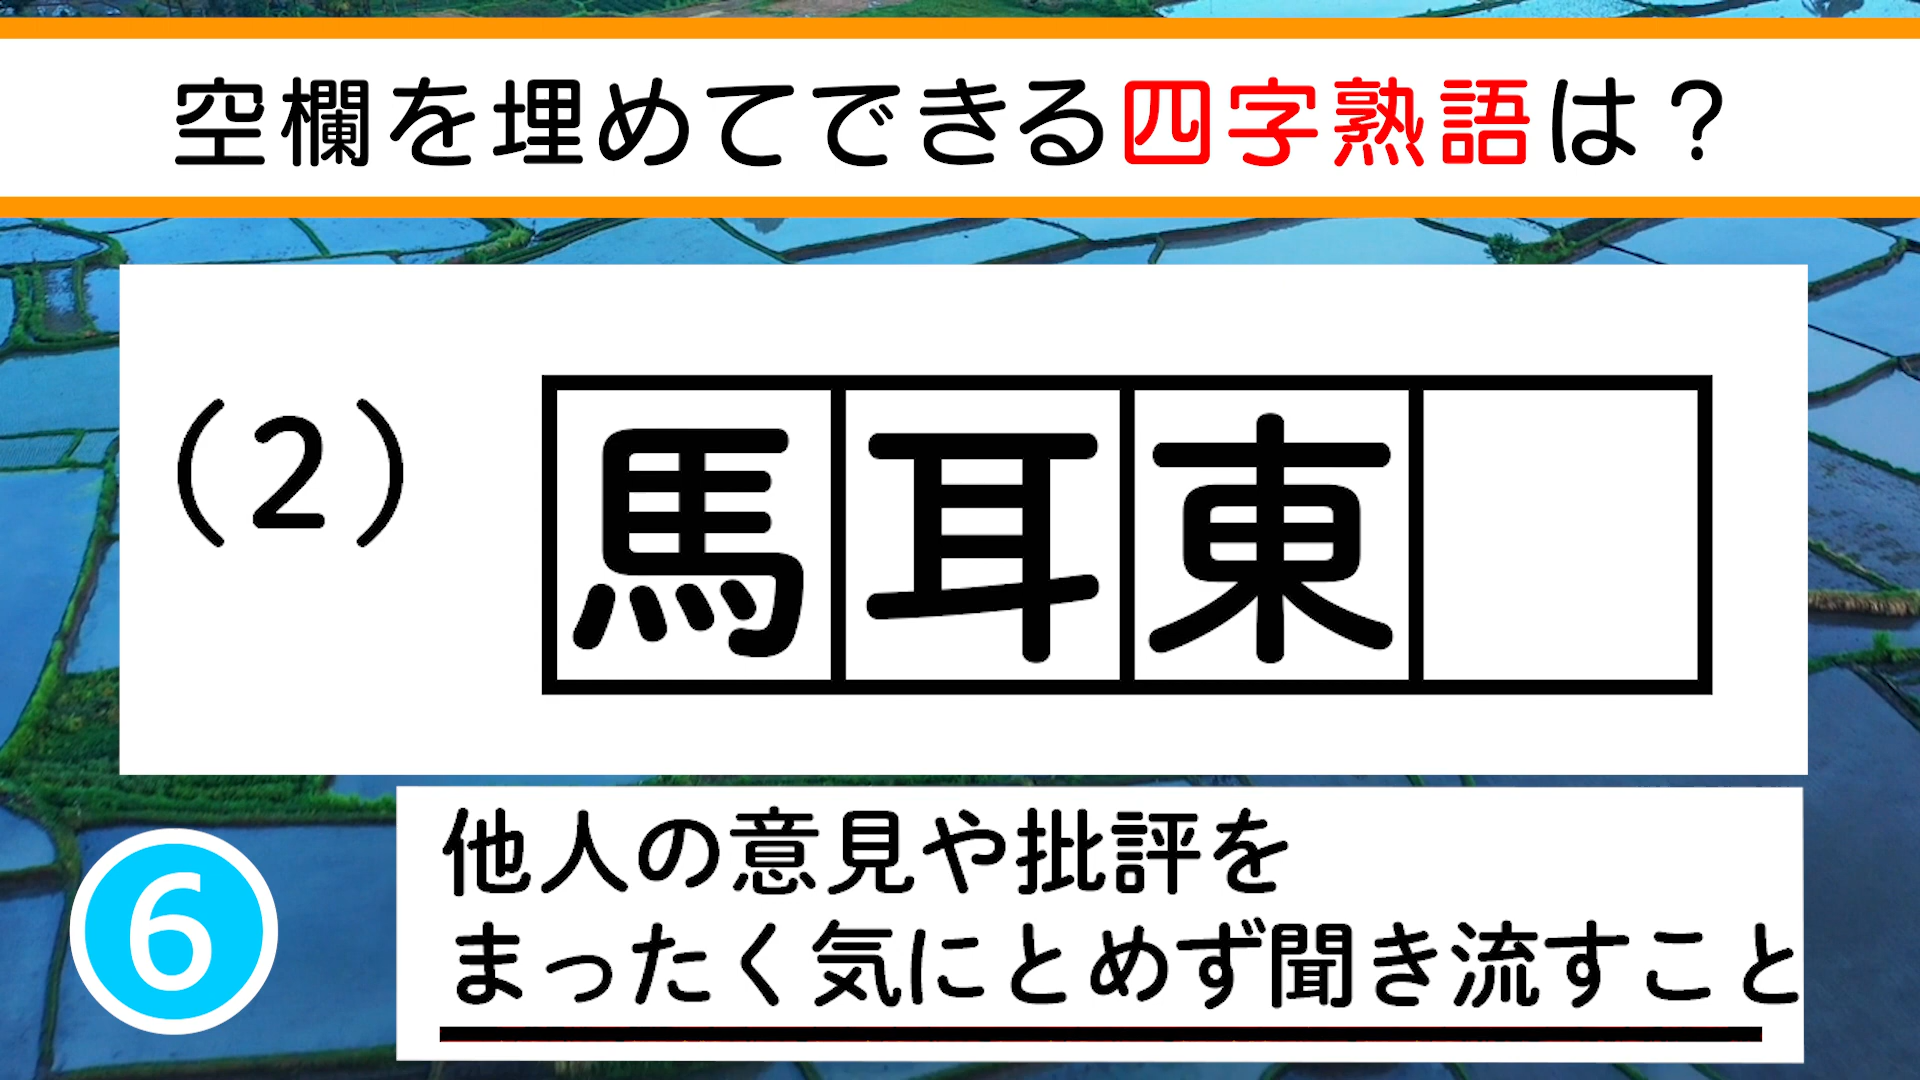 空欄を埋めてできる四字熟語は？
（2）
馬耳東
他人の意見や批評を
まったく気にとめず聞き流すこと
6